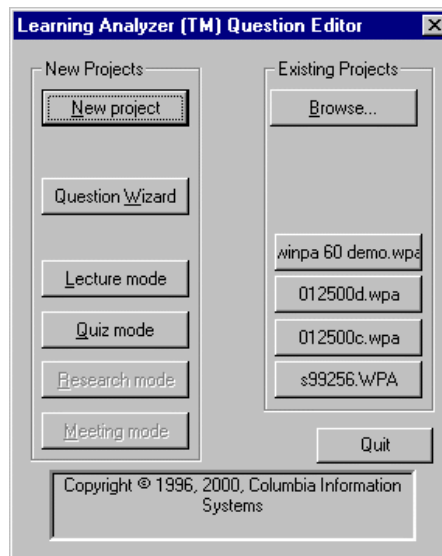 Learning Analyzer (TM) Question Editor
New Projects
New project
Question Wizard
Lecture mode
Quiz mode
Research mode
Meeting mode
Existing Projects
Browse...
winpa 60 demo.wpa
012500d.wpa
012500c.wpa
s99256.WPA
Quit
Copyright © 1996, 2000, Columbia Information
Systems